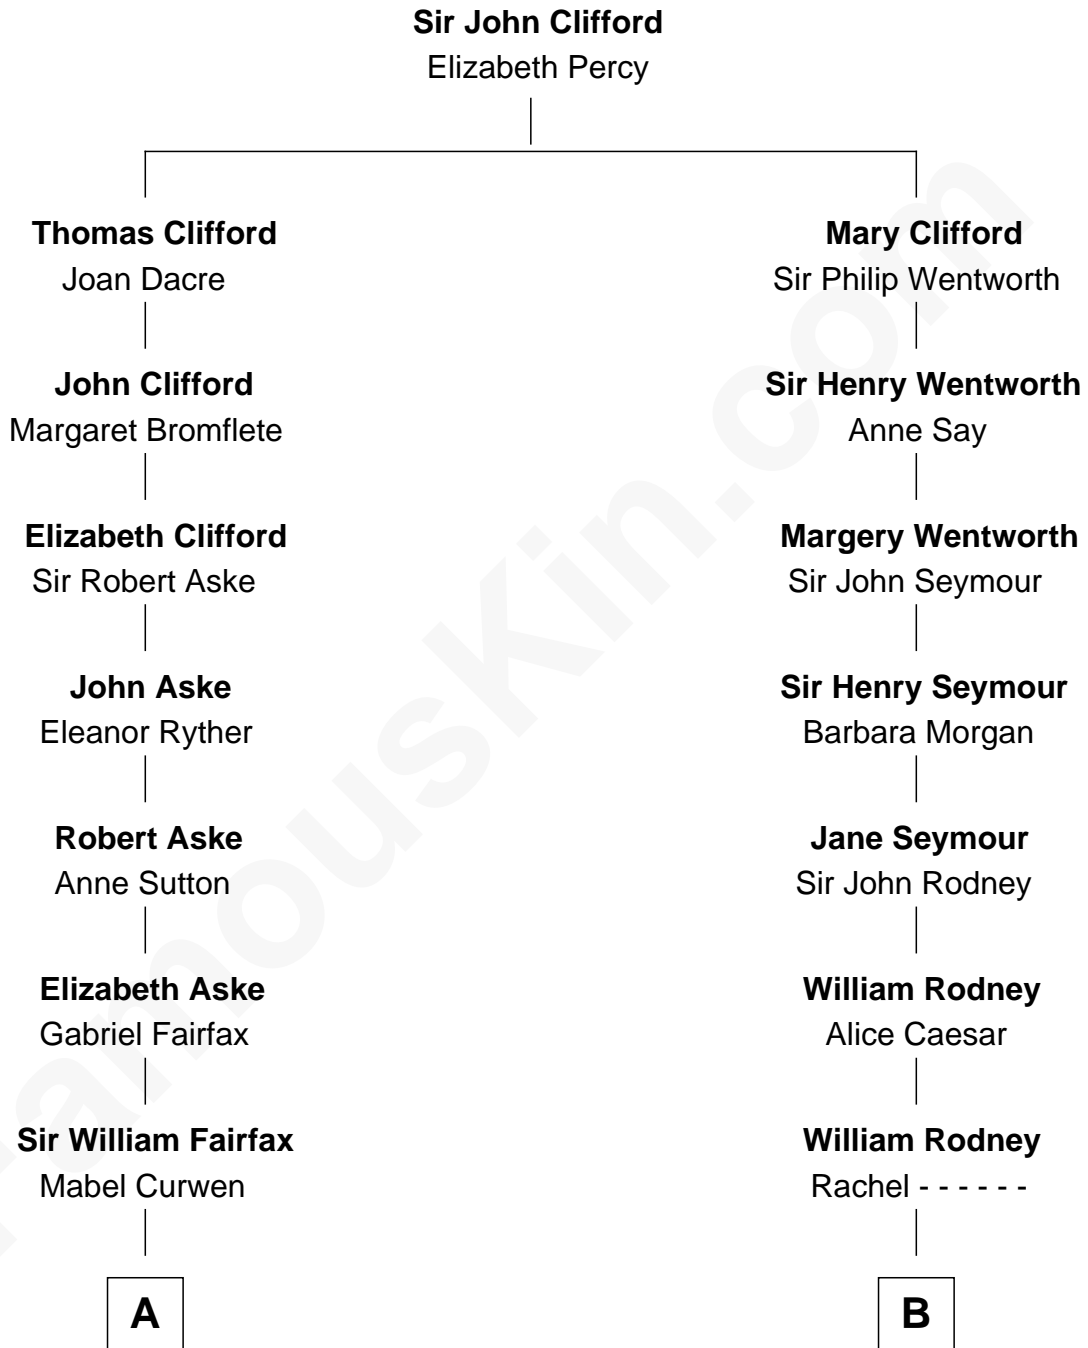 Sir John Clifford
Elizabeth Percy
Thomas Clifford
Joan Dacre
Mary Clifford
Sir Philip Wentworth
John Clifford
Margaret Bromflete
Sir Henry Wentworth
Anne Say
Elizabeth Clifford
Sir Robert Aske
Margery Wentworth
Sir John Seymour
John Aske
Eleanor Ryther
Sir Henry Seymour
Barbara Morgan
Robert Aske
Anne Sutton
Jane Seymour
Sir John Rodney
Elizabeth Aske
Gabriel Fairfax
William Rodney
Alice Caesar
Sir William Fairfax
Mabel Curwen
William Rodney
Rachel - - - - - -
A
B
FamousKin.com